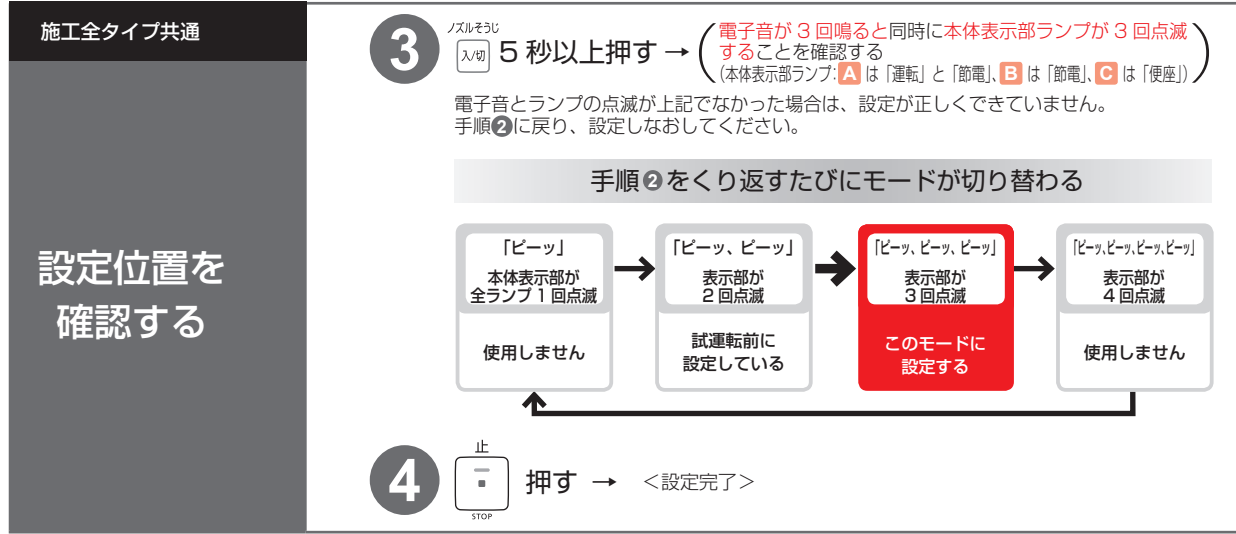 施工全タイプ共通
設定位置を
確認する
3
ノズルそうじ
入/切
5秒以上押す →
(電子音が3回鳴ると同時に本体表示部ランプが3回点滅
することを確認する
(本体表示部ランプ:A は「運転」と「節電」、B は「節電」、C は「便座」))
電子音とランプの点滅が上記でなかった場合は、設定が正しくできていません。
手順❷に戻り、設定しなおしてください。
手順❷をくり返すたびにモードが切り替わる
「ピーッ」
本体表示部が
全ランプ1回点滅
使用しません
「ピーッ、ピーッ」
表示部が
2回点滅
試運転前に
設定している
「ピーッ、ピーッ、ピーッ」
表示部が
3回点滅
このモードに
設定する
「ピーッ、ピーッ、ピーッ、ピーッ」
表示部が
4回点滅
使用しません
4
止
STOP
押す → <設定完了>